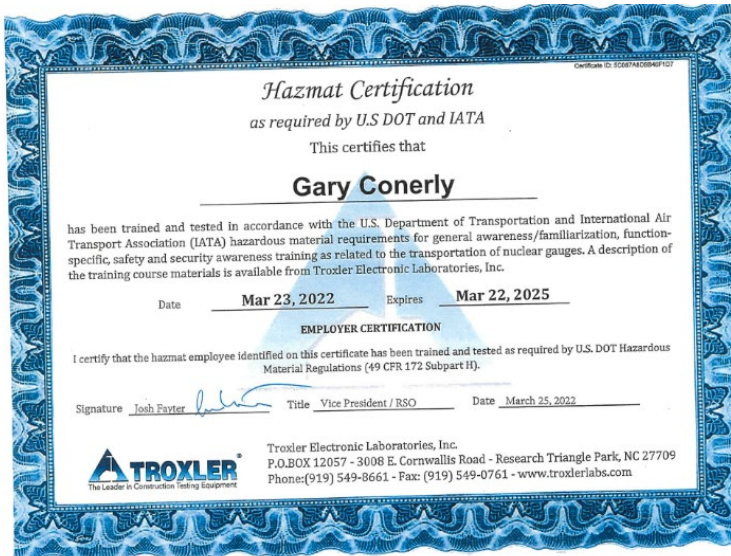 Certificate ID: 5C087A8D8B40F1D7
Hazmat Certification
as required by U.S DOT and IATA
This certifies that
Gary Conerly
has been trained and tested in accordance with the U.S. Department of Transportation and International Air
Transport Association (IATA) hazardous material requirements for general awareness/familiarization, function-
specific, safety and security awareness training as related to the transportation of nuclear gauges. A description of
the training course materials is available from Troxler Electronic Laboratories, Inc.
Date Mar 23, 2022 Expires Mar 22, 2025
EMPLOYER CERTIFICATION
I certify that the hazmat employee identified on this certificate has been trained and tested as required by U.S. DOT Hazardous
Material Regulations (49 CFR 172 Subpart H).
Signature Josh Fayter Title Vice President / RSO Date March 25, 2022
TROXLER®
The Leader in Construction Testing Equipment
Troxler Electronic Laboratories, Inc.
P.O.BOX 12057 - 3008 E. Cornwallis Road - Research Triangle Park, NC 27709
Phone:(919) 549-8661 - Fax: (919) 549-0761 - www.troxlerlabs.com